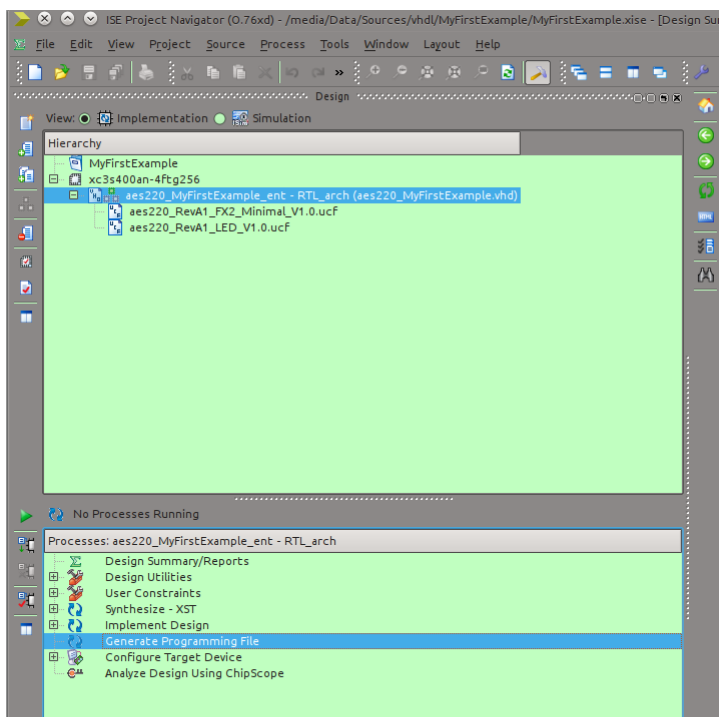 ISE Project Navigator (O.76xd) - /media/Data/Sources/vhdl/MyFirstExample/MyFirstExample.xise - [Design Su
File Edit View Project Source Process Tools Window Layout Help
Design
View: Implementation Simulation
Hierarchy
MyFirstExample
xc3s400an-4ftg256
aes220_MyFirstExample_ent - RTL_arch (aes220_MyFirstExample.vhd)
aes220_RevA1_FX2_Minimal_V1.0.ucf
aes220_RevA1_LED_V1.0.ucf
No Processes Running
Processes: aes220_MyFirstExample_ent - RTL_arch
Design Summary/Reports
Design Utilities
User Constraints
Synthesize - XST
Implement Design
Generate Programming File
Configure Target Device
Analyze Design Using ChipScope